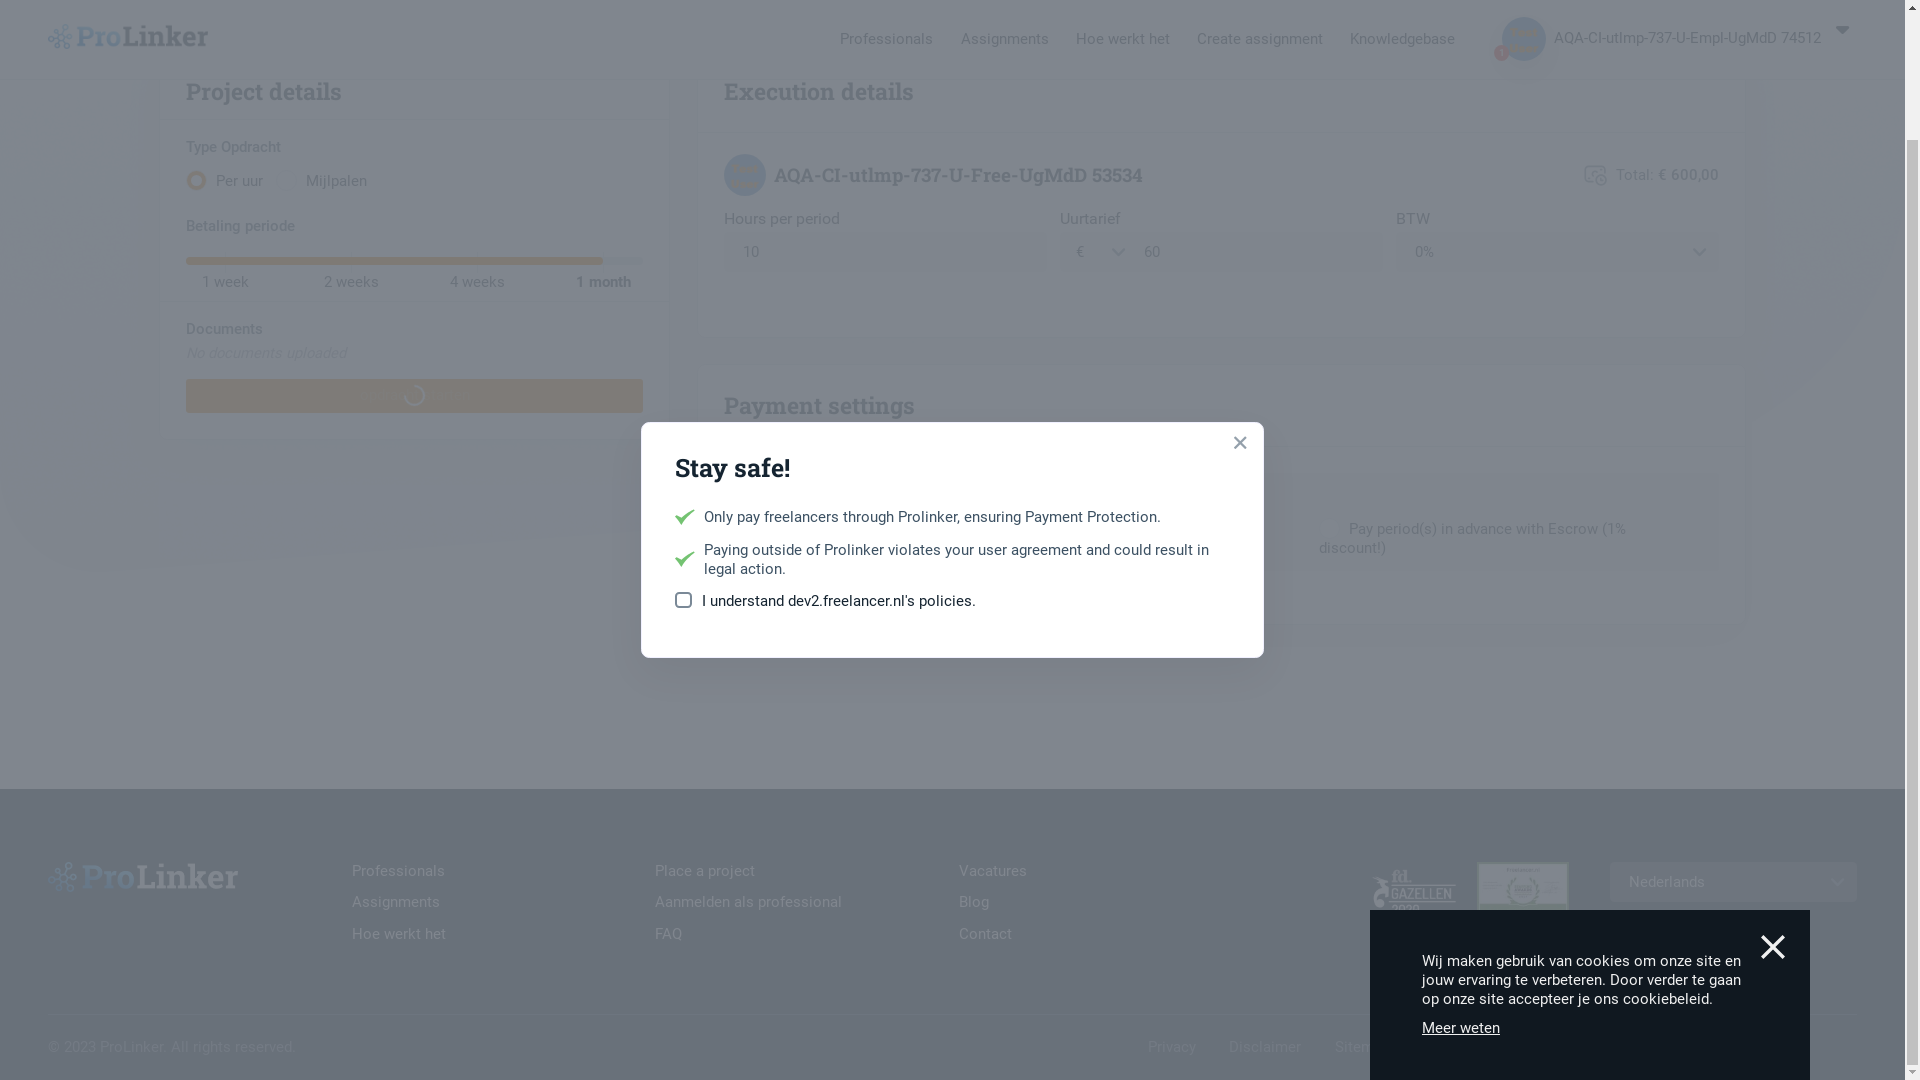 ProLinker
Professionals
Assignments
Hoe werkt het
Create assignment
Knowledgebase
AQA-CI-utlmp-737-U-Empl-UgMdD 74512
Project details
Type Opdracht
Per uur
Mijlpalen
Betaling periode
1 week
2 weeks
4 weeks
1 month
Documents
No documents uploaded
Execution details
AQA-CI-utlmp-737-U-Free-UgMdD 53534
Total: € 600,00
Hours per period
Uurtarief
BTW
10
€
60
0%
Payment settings
Pay period(s) in advance with Escrow (1%
discount!)
Stay safe!
Only pay freelancers through Prolinker, ensuring Payment Protection.
Paying outside of Prolinker violates your user agreement and could result in
legal action.
I understand dev2.freelancer.nl's policies.
ProLinker
Professionals
Assignments
Hoe werkt het
Place a project
Aanmelden als professional
FAQ
Vacatures
Blog
Contact
fd.
GAZELLEN
2020
Nederlands
© 2023 ProLinker. All rights reserved
Privacy
Disclaimer
Wij maken gebruik van cookies om onze site en
jouw ervaring te verbeteren. Door verder te gaan
op onze site accepteer je ons cookiebeleid.
Meer weten